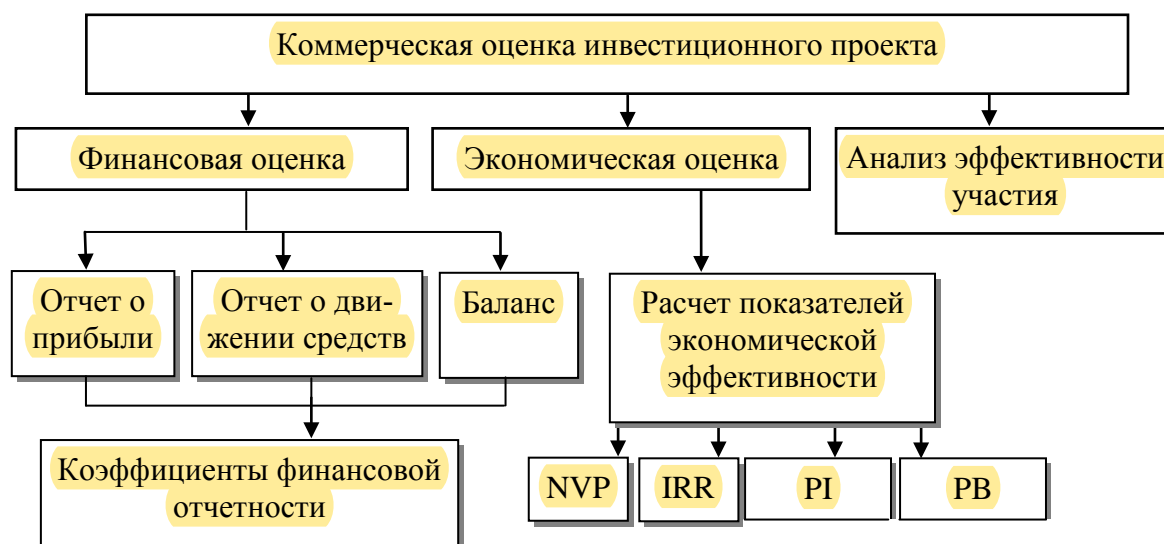 Коммерческая оценка инвестиционного проекта
Финансовая оценка
Экономическая оценка
Анализ эффективности
участия
Отчет о
прибыли
Отчет о дви-
жении средств
Баланс
Расчет показателей
экономической
эффективности
Коэффициенты финансовой
отчетности
NVP
IRR
PI
PB